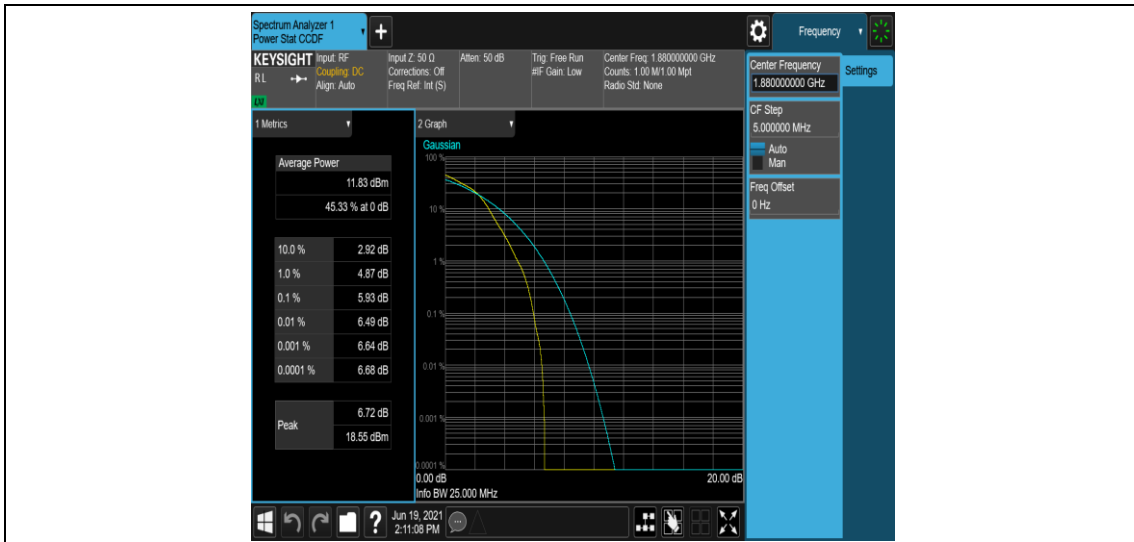 Spectrum Analyzer 1
Power Stat CCDF
+
Frequency
KEYSIGHT
RL
LXI
Input: RF
Coupling: DC
Align: Auto
Input Z: 50 Ω
Corrections: Off
Freq Ref: Int (S)
Atten: 50 dB
Trig: Free Run
#IF Gain: Low
Center Freq: 1.880000000 GHz
Counts: 1.00 M/1.00 Mpt
Radio Std: None
Center Frequency
1.880000000 GHz
Settings
CF Step
5.000000 MHz
Auto
Man
Freq Offset
0 Hz
1 Metrics
Average Power
11.83 dBm
45.33 % at 0 dB
10.0 % 2.92 dB
1.0 % 4.87 dB
0.1 % 5.93 dB
0.01 % 6.49 dB
0.001 % 6.64 dB
0.0001 % 6.68 dB
Peak
6.72 dB
18.55 dBm
2 Graph
Gaussian
100 %
10 %
1 %
0.1 %
0.01 %
0.001 %
0.0001 %
0.00 dB 20.00 dB
Info BW 25.000 MHz
?
Jun 19, 2021
2:11:08 PM